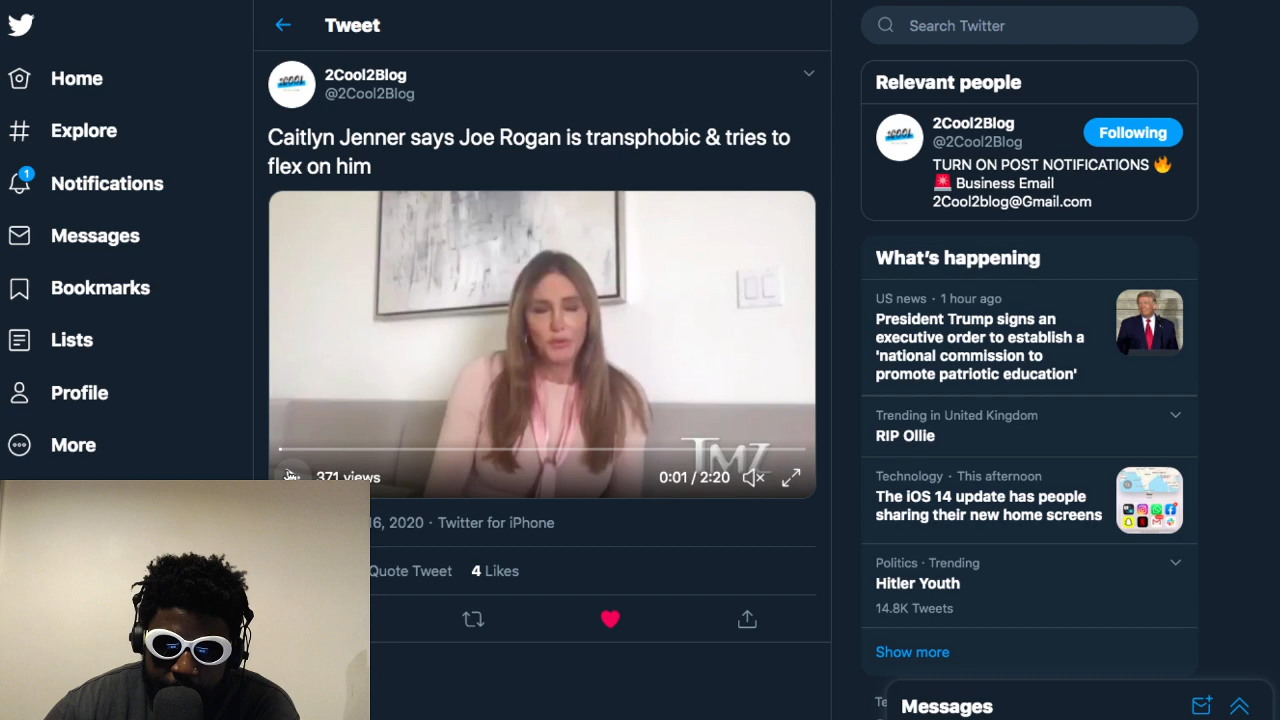 Home
Explore
1
Notifications
Messages
Bookmarks
Lists
Profile
More
Tweet
2Cool2Blog
@2Cool2Blog
Caitlyn Jenner says Joe Rogan is transphobic & tries to
flex on him
TMZ
371 views
0:01 / 2:20
16, 2020 · Twitter for iPhone
Quote Tweet 4 Likes
Search Twitter
Relevant people
2Cool2Blog
@2Cool2Blog
Following
TURN ON POST NOTIFICATIONS 🔥
🚨 Business Email
2Cool2blog@Gmail.com
What's happening
US news · 1 hour ago
President Trump signs an
executive order to establish a
'national commission to
promote patriotic education'
Trending in United Kingdom
RIP Ollie
Technology · This afternoon
The iOS 14 update has people
sharing their new home screens
Politics · Trending
Hitler Youth
14.8K Tweets
Show more
Te
Messages